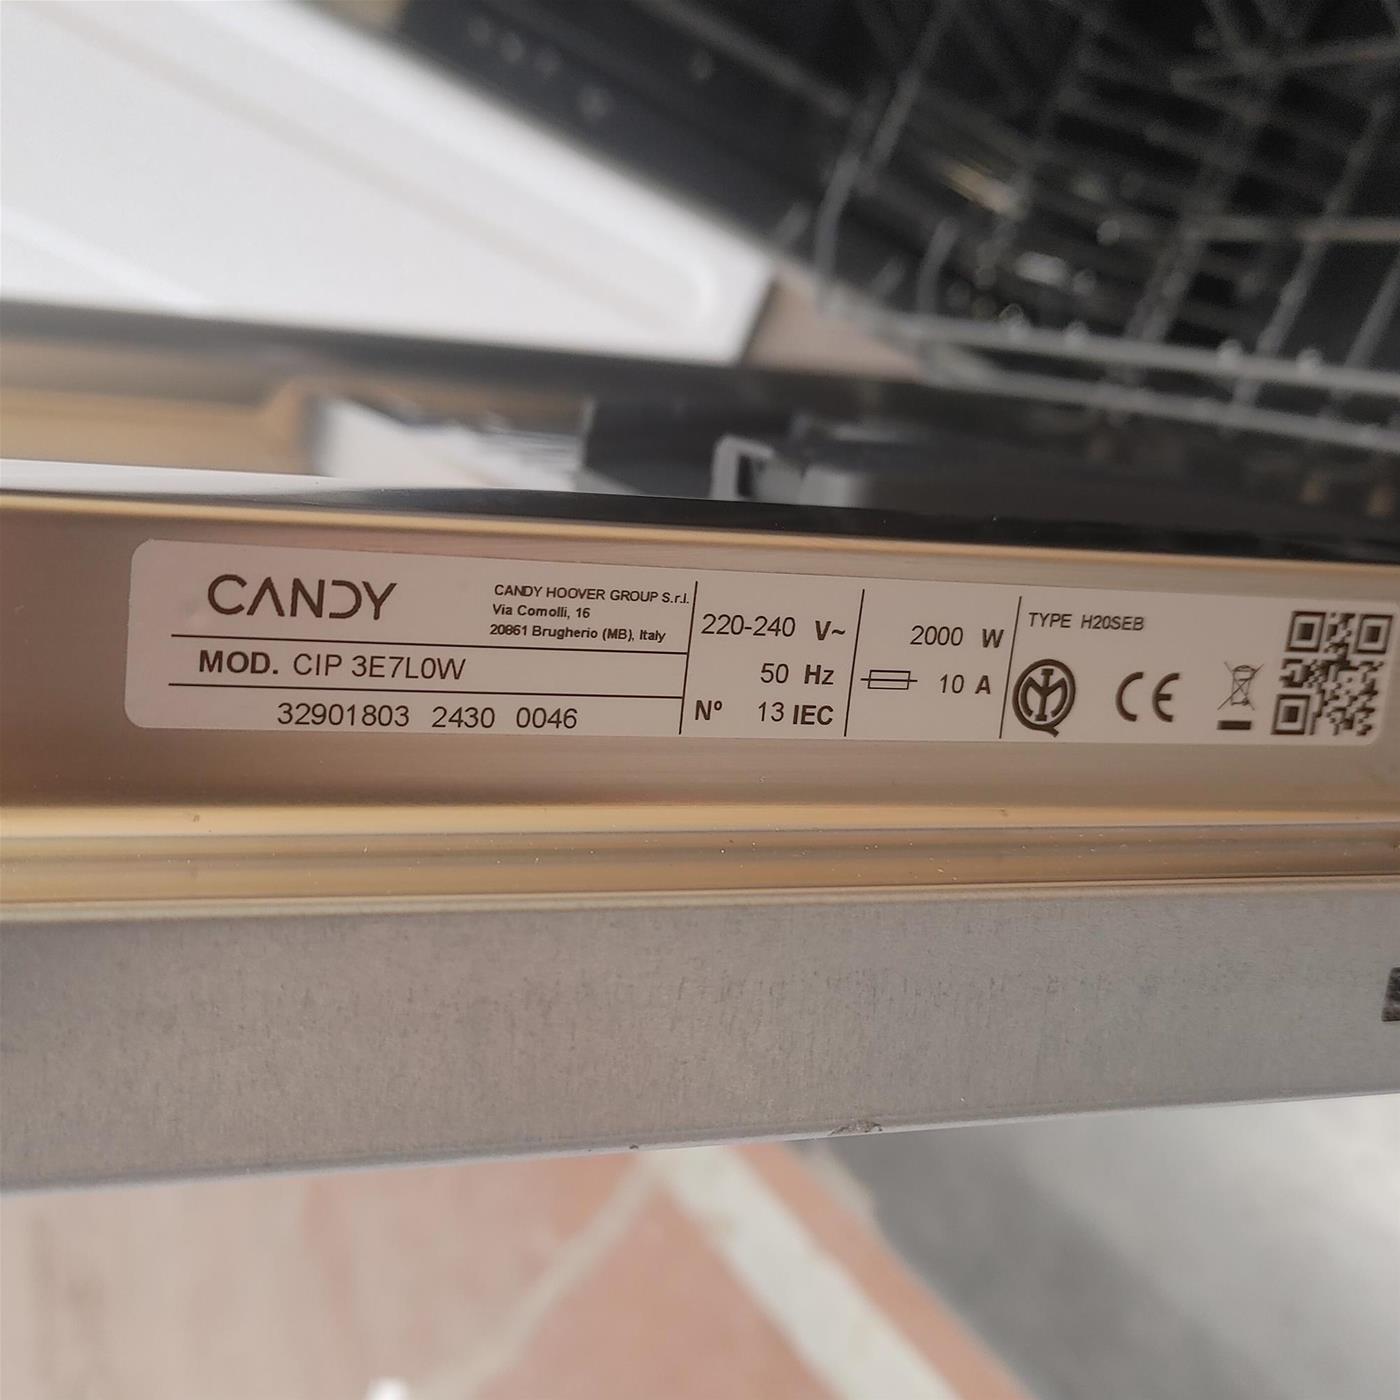 CANDY
CANDY HOOVER GROUP S.r.l.
Via Comolli, 16
20861 Brugherio (MB), Italy
MOD. CIP 3E7L0W
32901803 2430 0046
220-240 V~
50 Hz
Nº 13 IEC
2000 W
10 A
TYPE H20SEB
CE